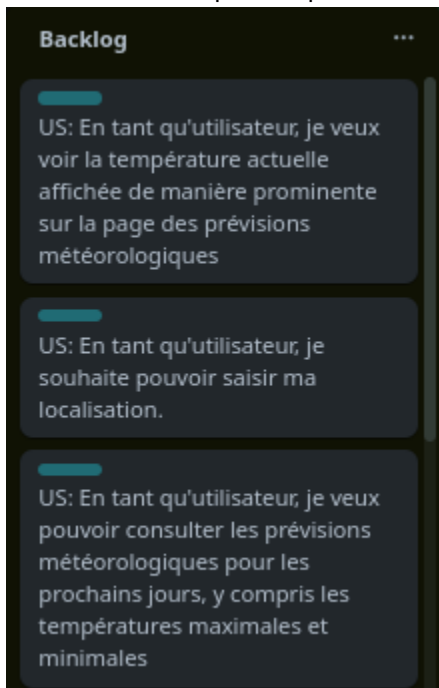 Backlog
US: En tant qu'utilisateur, je veux
voir la température actuelle
affichée de manière prominente
sur la page des prévisions
météorologiques
US: En tant qu'utilisateur, je
souhaite pouvoir saisir ma
localisation.
US: En tant qu'utilisateur, je veux
pouvoir consulter les prévisions
météorologiques pour les
prochains jours, y compris les
températures maximales et
minimales